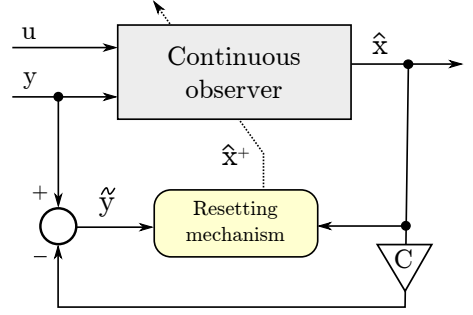 u
Continuous
observer
x̂
y
x̂⁺
+
ỹ̃
Resetting
mechanism
−
C